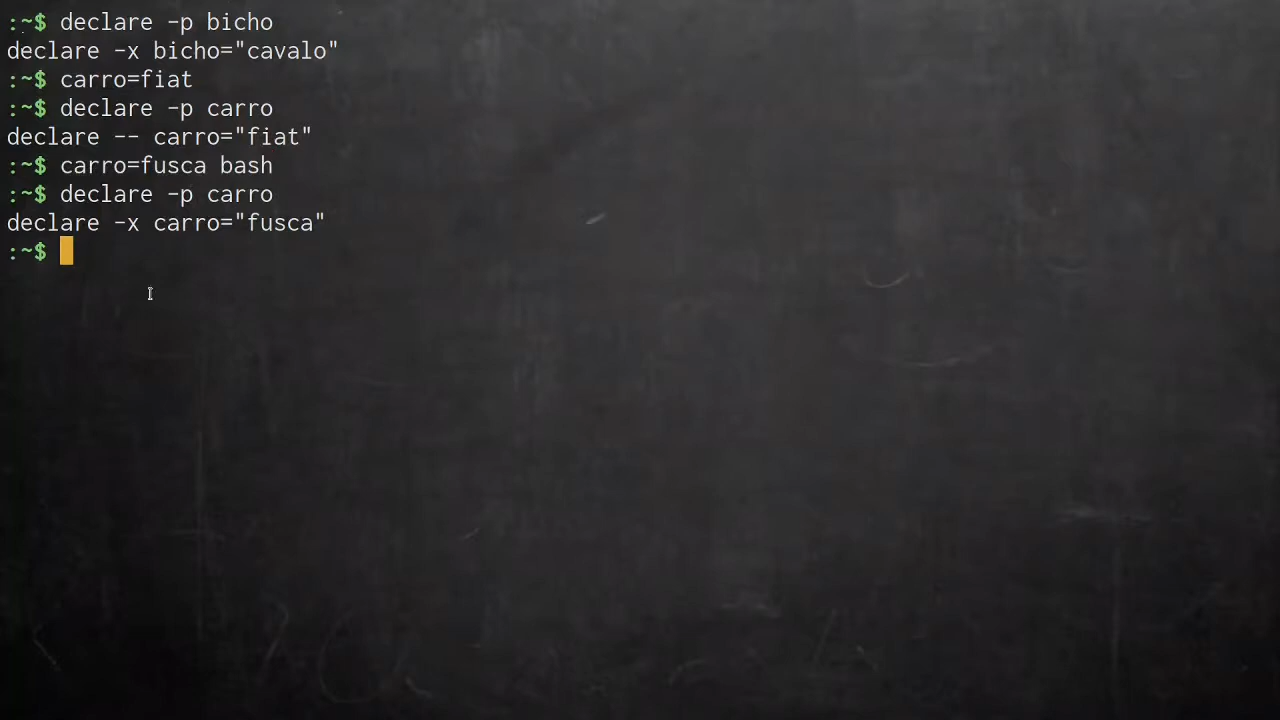 :~$ declare -p bicho
declare -x bicho="cavalo"
:~$ carro=fiat
:~$ declare -p carro
declare -- carro="fiat"
:~$ carro=fusca bash
:~$ declare -p carro
declare -x carro="fusca"
:~$